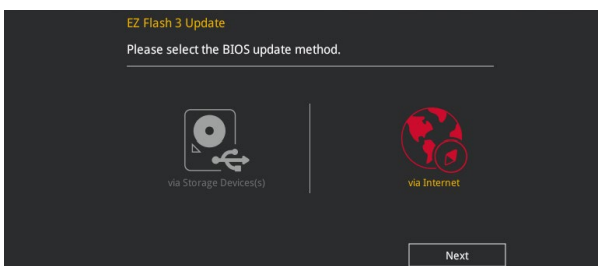 EZ Flash 3 Update
Please select the BIOS update method.
via Storage Devices(s)
via Internet
Next